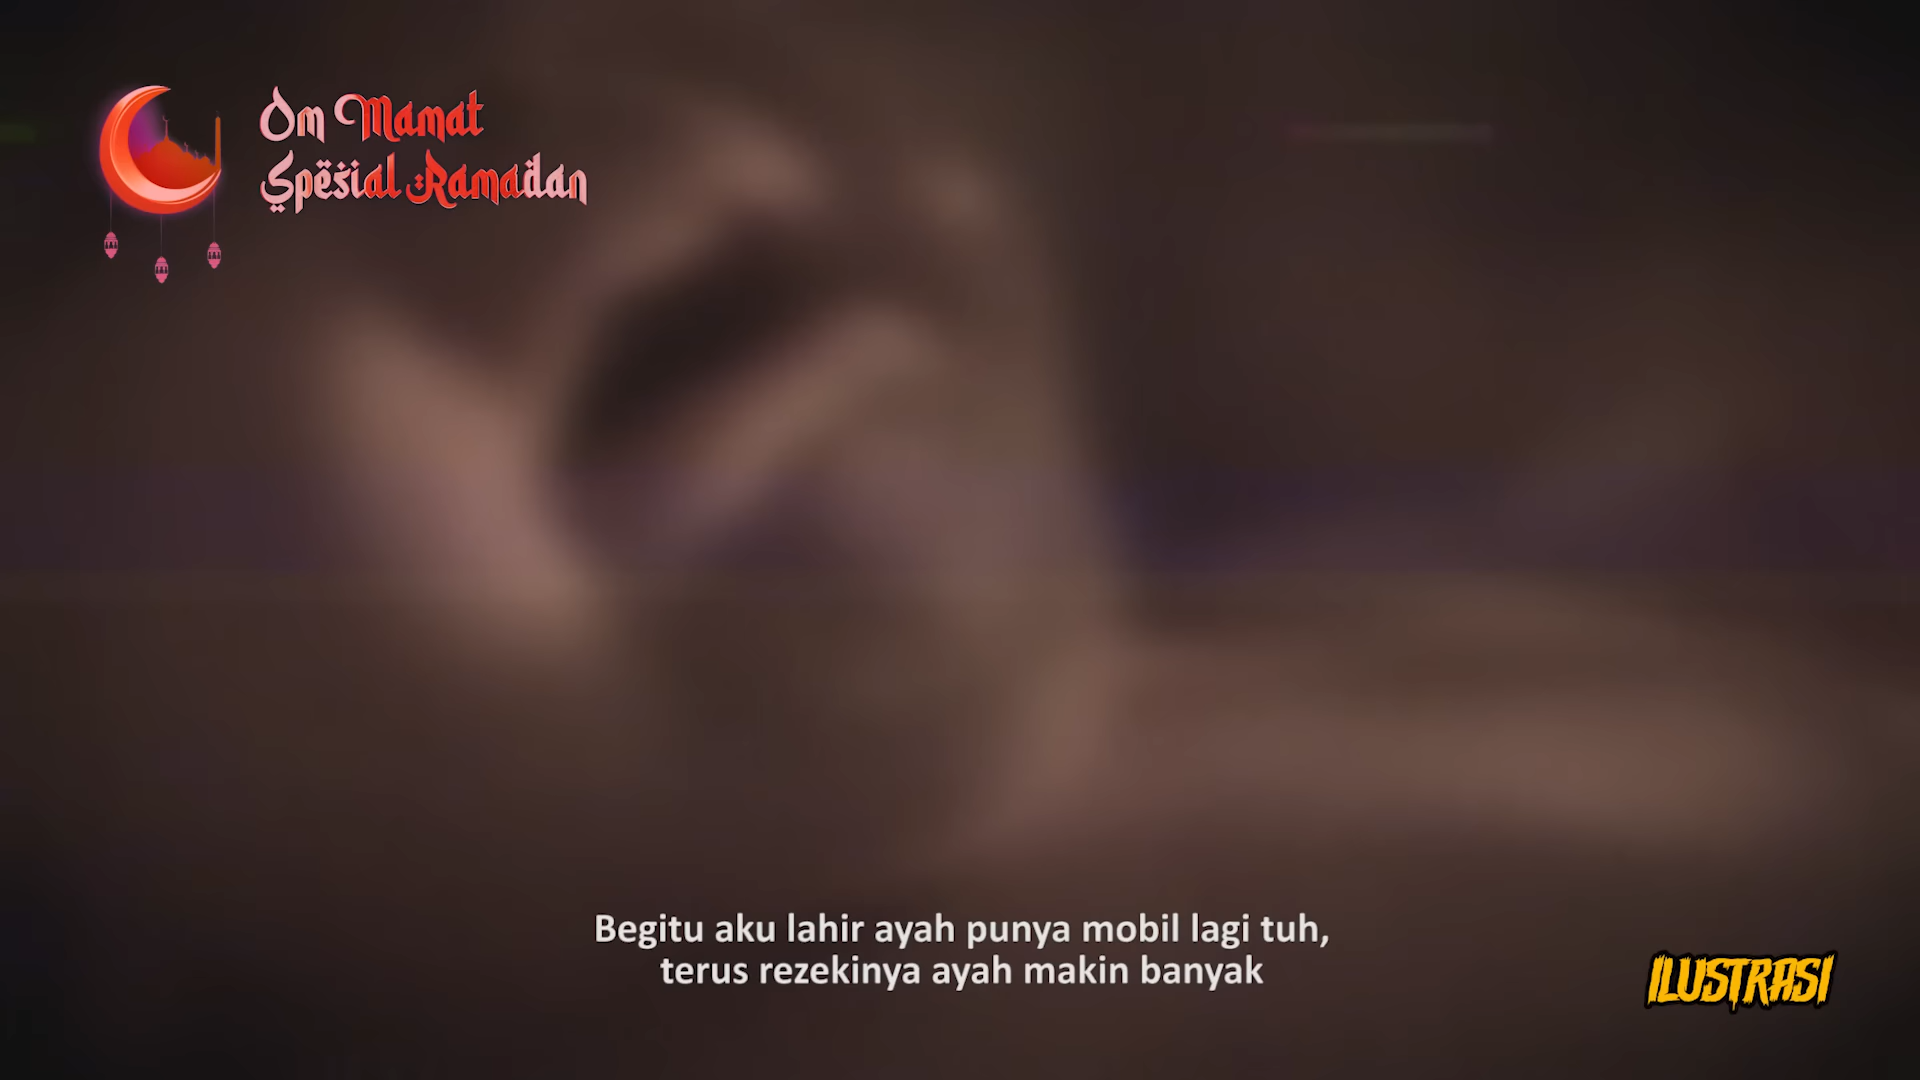 Om Mamat
Spesial Ramadan
Begitu aku lahir ayah punya mobil lagi tuh,
terus rezekinya ayah makin banyak
ILUSTRASI